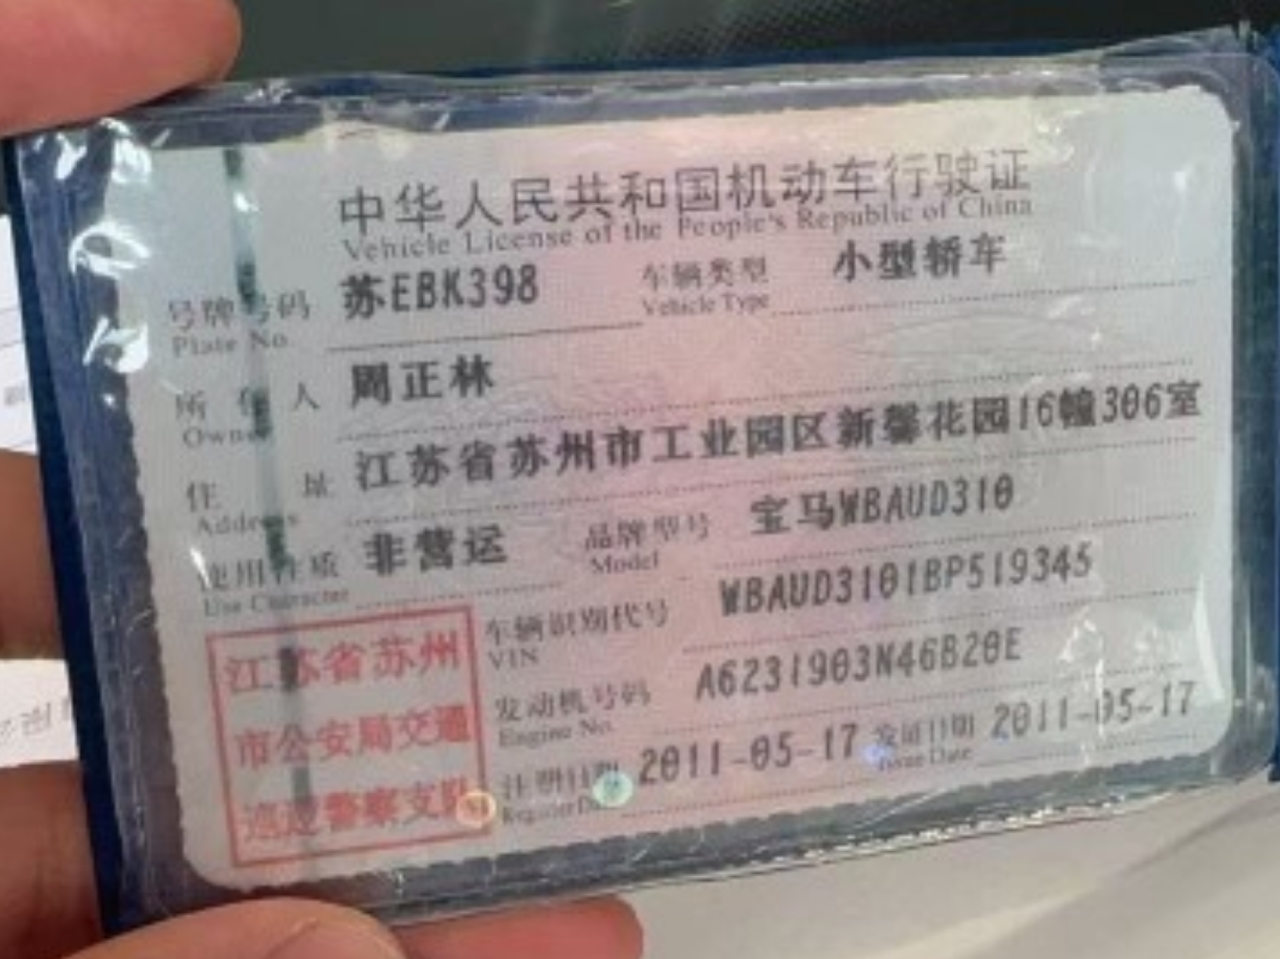 中华人民共和国机动车行驶证
Vehicle License of the People's Republic of China
号牌号码 苏EBK398 车辆类型 小型轿车
Plate No. Vehicle Type
所有人 周正林
Owner
住址 江苏省苏州市工业园区新馨花园16幢306室
Address
使用性质 非营运 品牌型号 宝马WBAUD310
Use Character Model
车辆识别代号 WBAUD3101BP519345
VIN
发动机号码 A6231903N46B20E
Engine No.
注册日期 2011-05-17 发证日期 2011-05-17
Register Date Issue Date
江苏省苏州
市公安局交通
巡逻警察支队